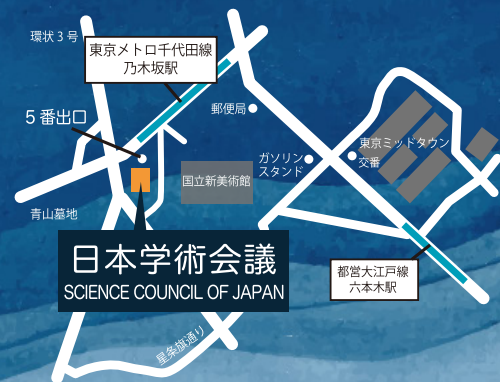 環状3号
東京メトロ千代田線
乃木坂駅
5番出口
郵便局
ガソリン
スタンド
東京ミッドタウン
交番
国立新美術館
青山墓地
日本学術会議
SCIENCE COUNCIL OF JAPAN
都営大江戸線
六本木駅
星条旗通り